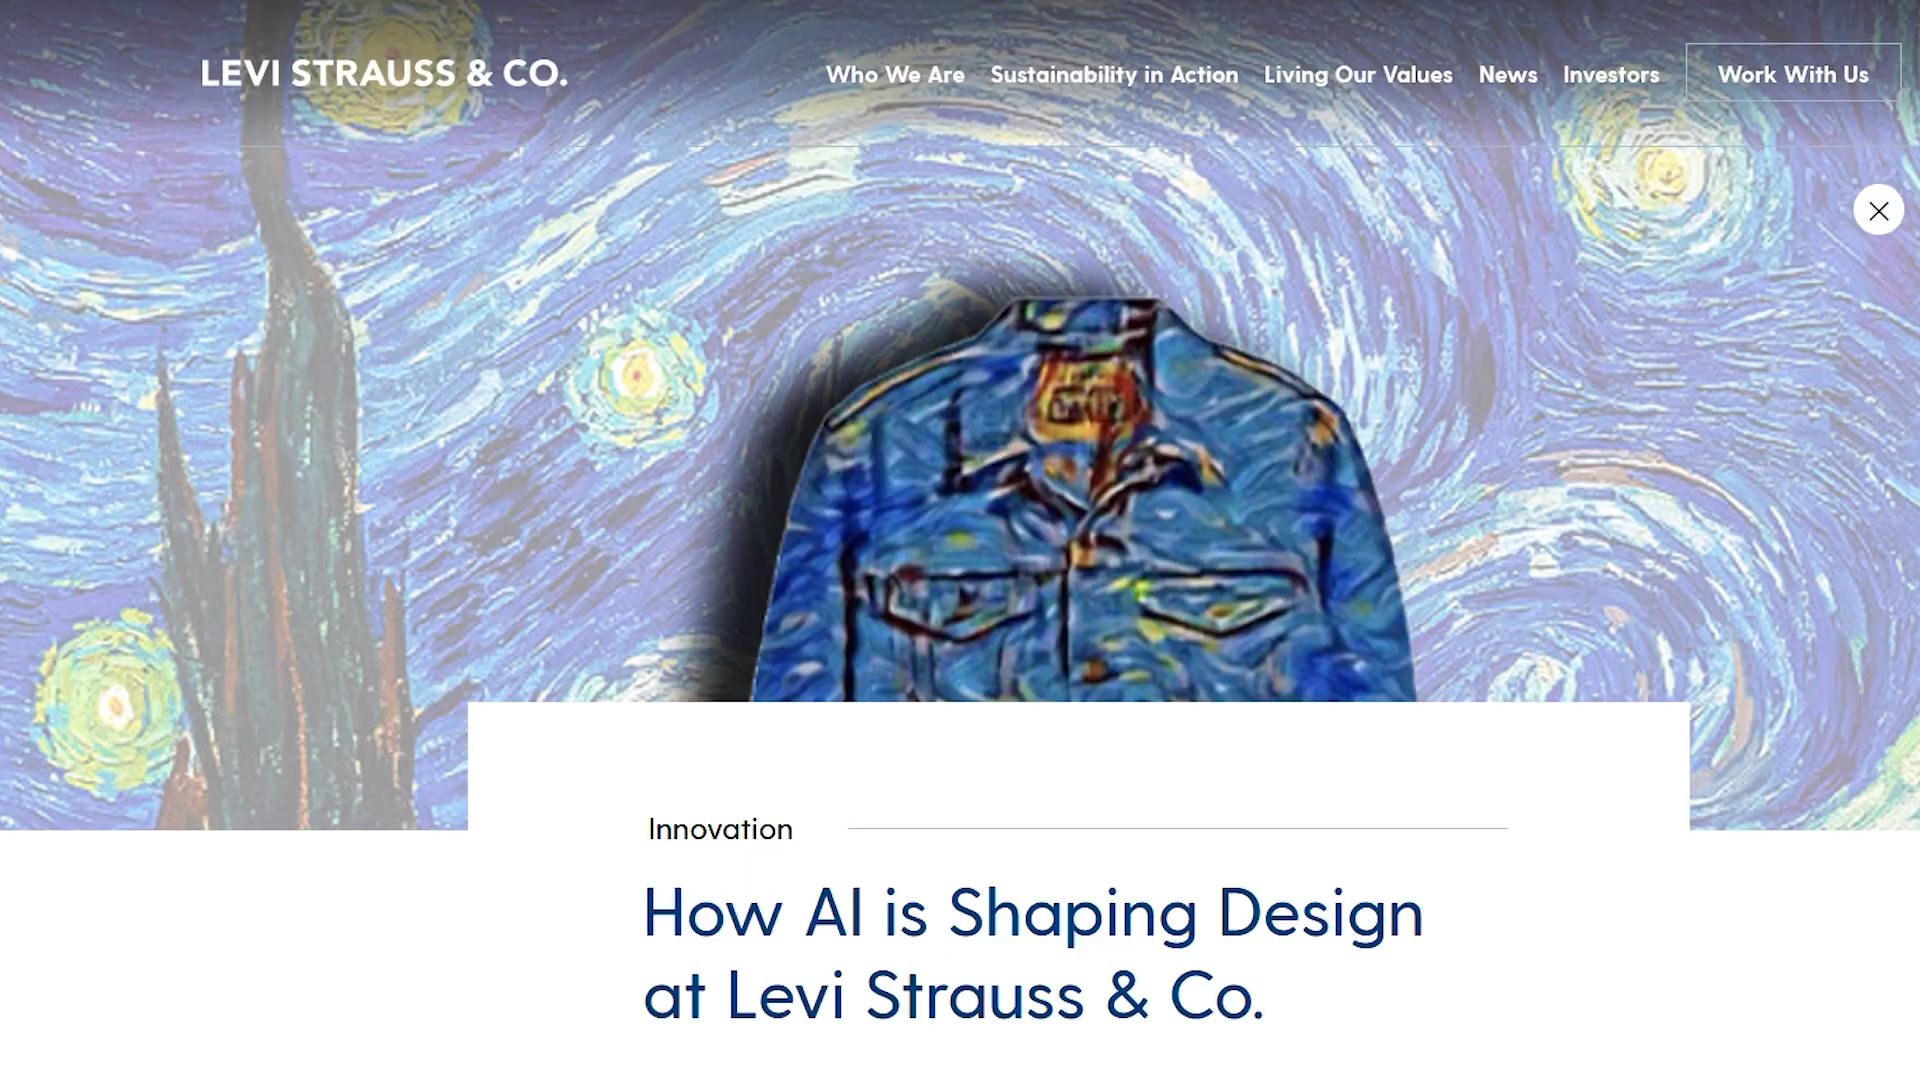 LEVI STRAUSS & CO.
Who We Are Sustainability in Action Living Our Values News Investors Work With Us
Innovation
How AI is Shaping Design
at Levi Strauss & Co.